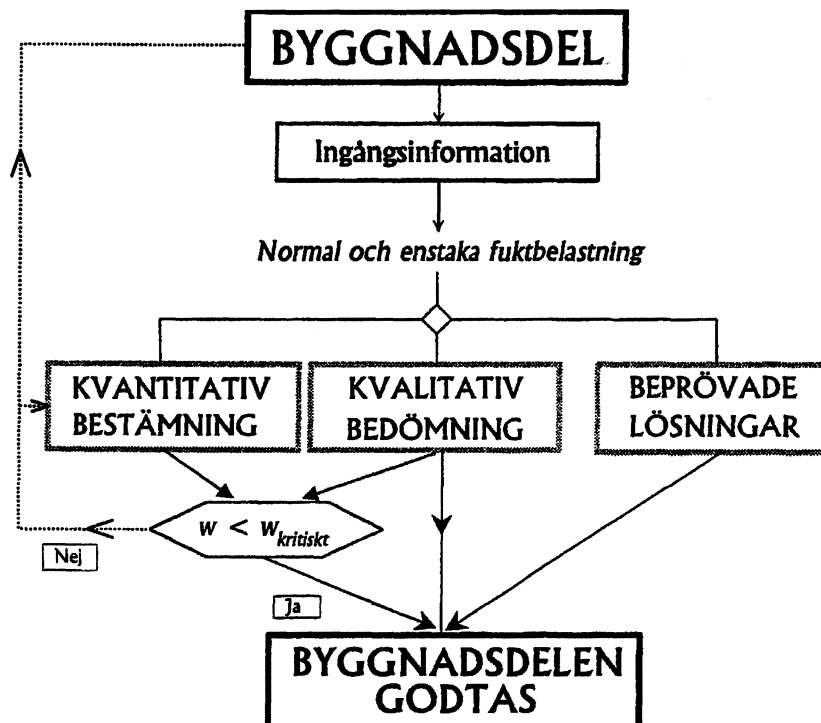 BYGGNADSDEL
Ingångsinformation
Normal och enstaka fuktbelastning
KVANTITATIV
BESTÄMNING
KVALITATIV
BEDÖMNING
BEPRÖVADE
LÖSNINGAR
w < w kritiskt
Nej
Ja
BYGGNADSDELEN
GODTAS